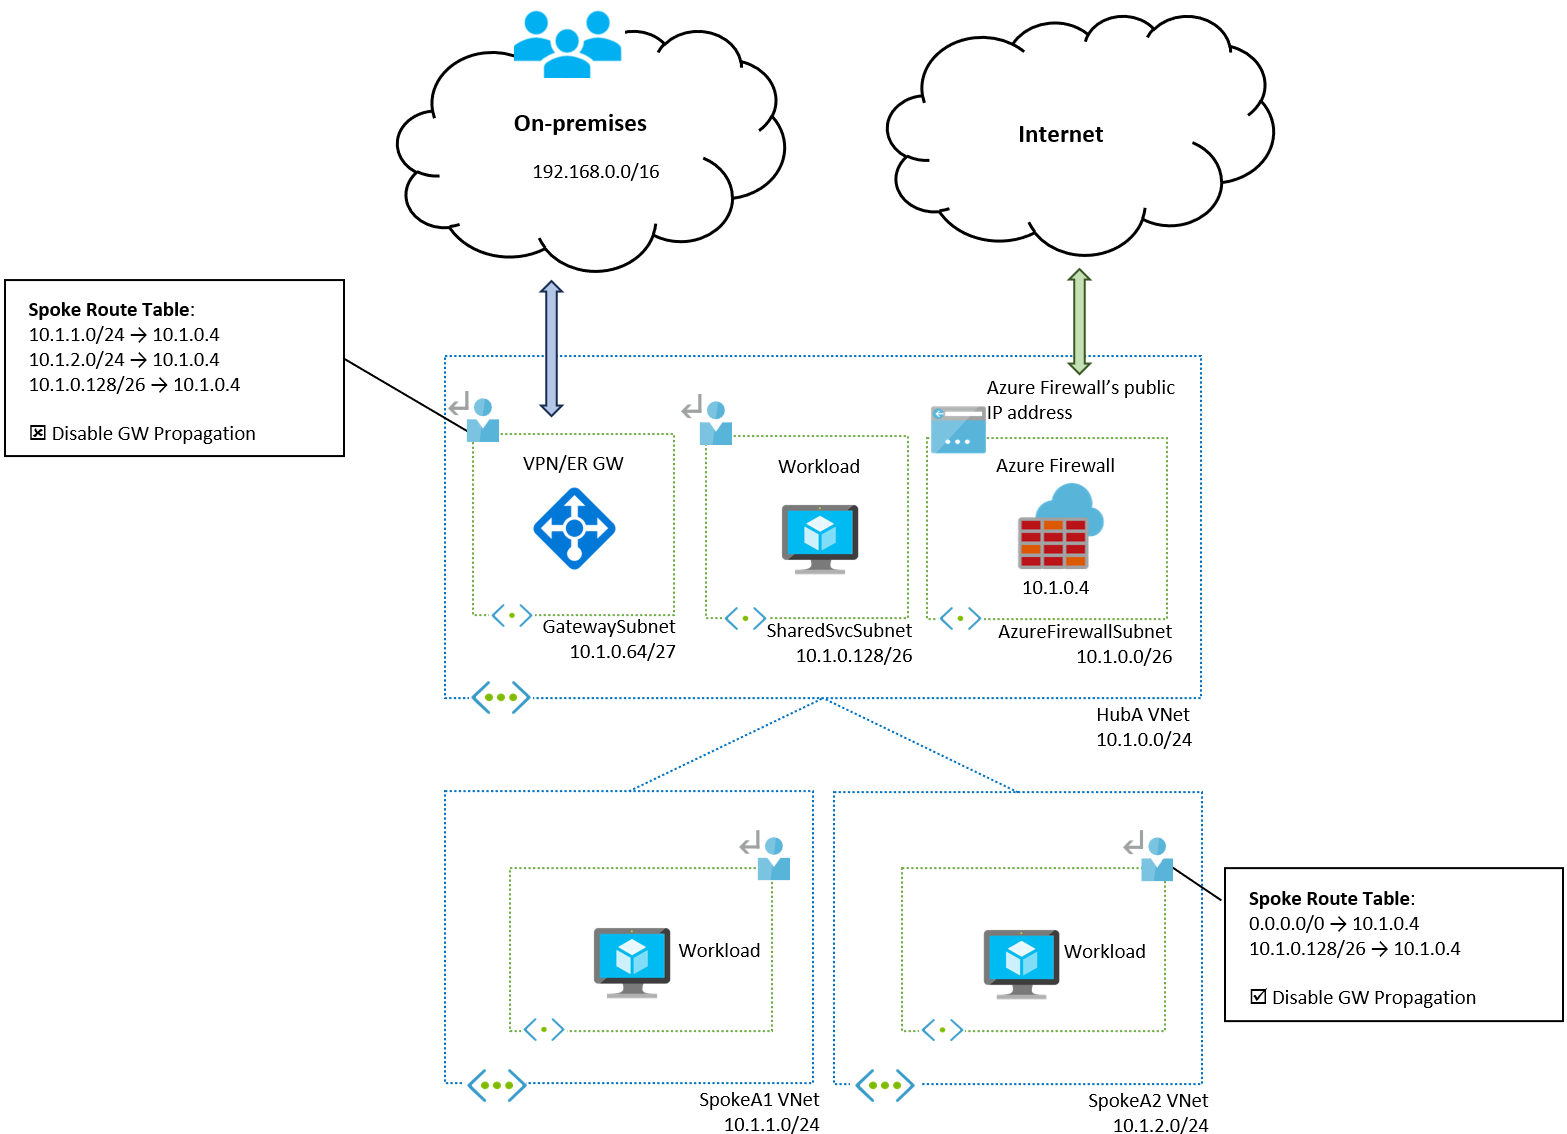 On-premises
192.168.0.0/16
Internet
Spoke Route Table:
10.1.1.0/24 → 10.1.0.4
10.1.2.0/24 → 10.1.0.4
10.1.0.128/26 → 10.1.0.4
☒ Disable GW Propagation
Azure Firewall’s public
IP address
VPN/ER GW
Workload
Azure Firewall
10.1.0.4
GatewaySubnet
10.1.0.64/27
SharedSvcSubnet
10.1.0.128/26
AzureFirewallSubnet
10.1.0.0/26
HubA VNet
10.1.0.0/24
Workload
Workload
Spoke Route Table:
0.0.0.0/0 → 10.1.0.4
10.1.0.128/26 → 10.1.0.4
☑ Disable GW Propagation
SpokeA1 VNet
10.1.1.0/24
SpokeA2 VNet
10.1.2.0/24